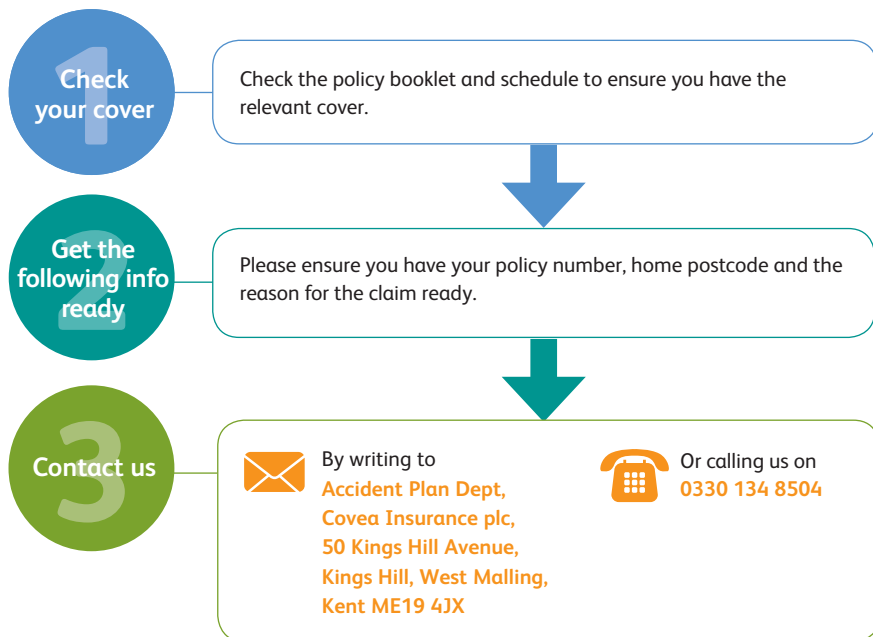 1
Check
your cover
Check the policy booklet and schedule to ensure you have the
relevant cover.
2
Get the
following info
ready
Please ensure you have your policy number, home postcode and the
reason for the claim ready.
3
Contact us
By writing to
Accident Plan Dept,
Covea Insurance plc,
50 Kings Hill Avenue,
Kings Hill, West Malling,
Kent ME19 4JX
Or calling us on
0330 134 8504